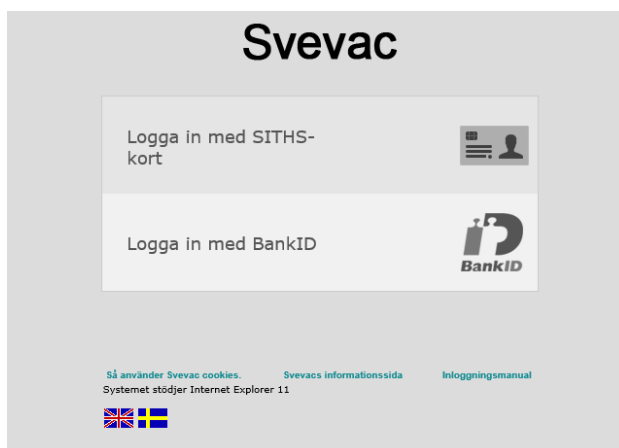 Svevac
Logga in med SITHS-
kort
Logga in med BankID
BankID
Så använder Svevac cookies. Svevacs informationssida Inloggningsmanual
Systemet stödjer Internet Explorer 11